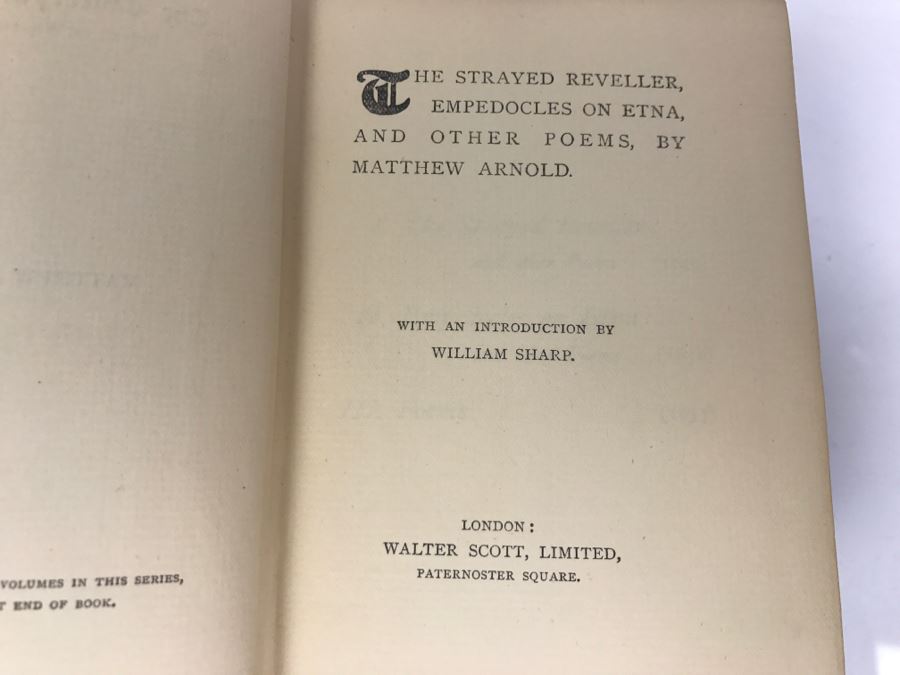 VOLUMES IN THIS SERIES,
T END OF BOOK.
THE STRAYED REVELLER,
EMPEDOCLES ON ETNA,
AND OTHER POEMS, BY
MATTHEW ARNOLD.
WITH AN INTRODUCTION BY
WILLIAM SHARP.
LONDON:
WALTER SCOTT, LIMITED,
PATERNOSTER SQUARE.